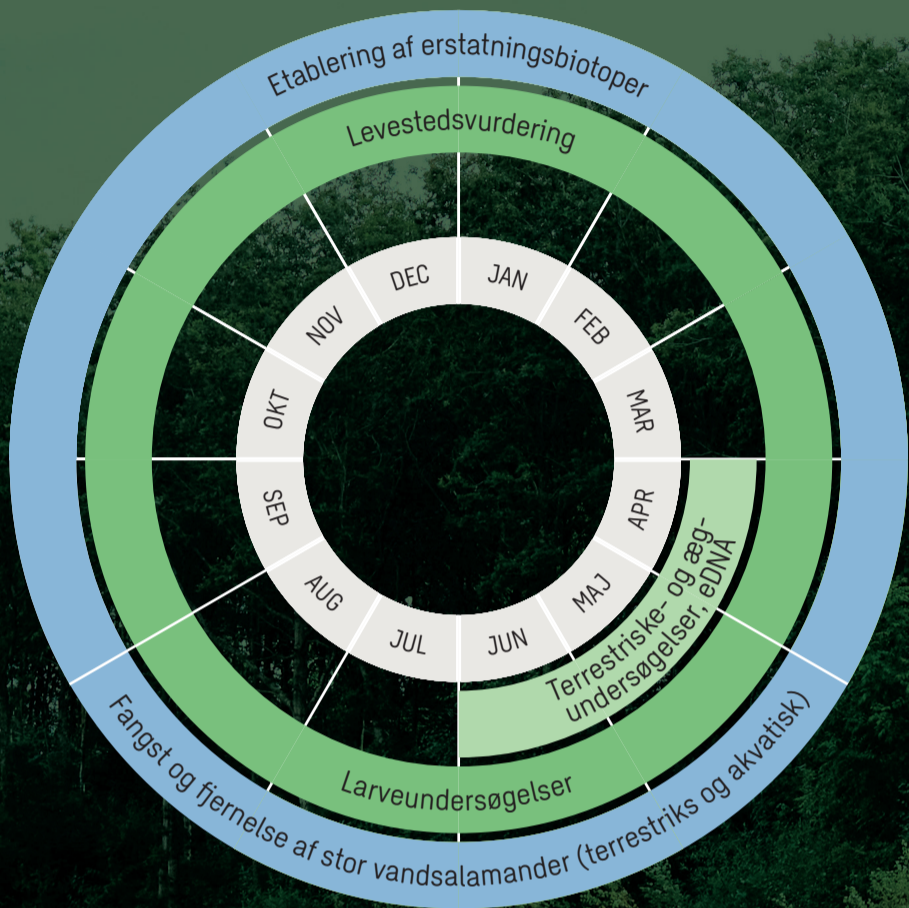 Etablering af erstatningsbiotoper
Levestedsvurdering
JAN
FEB
MAR
APR
MAJ
JUN
JUL
AUG
SEP
OKT
NOV
DEC
Terrestriske- og æg-
undersøgelser, eDNA
Larveundersøgelser
Fangst og fjernelse af stor vandsalamander (terrestriks og akvatisk)